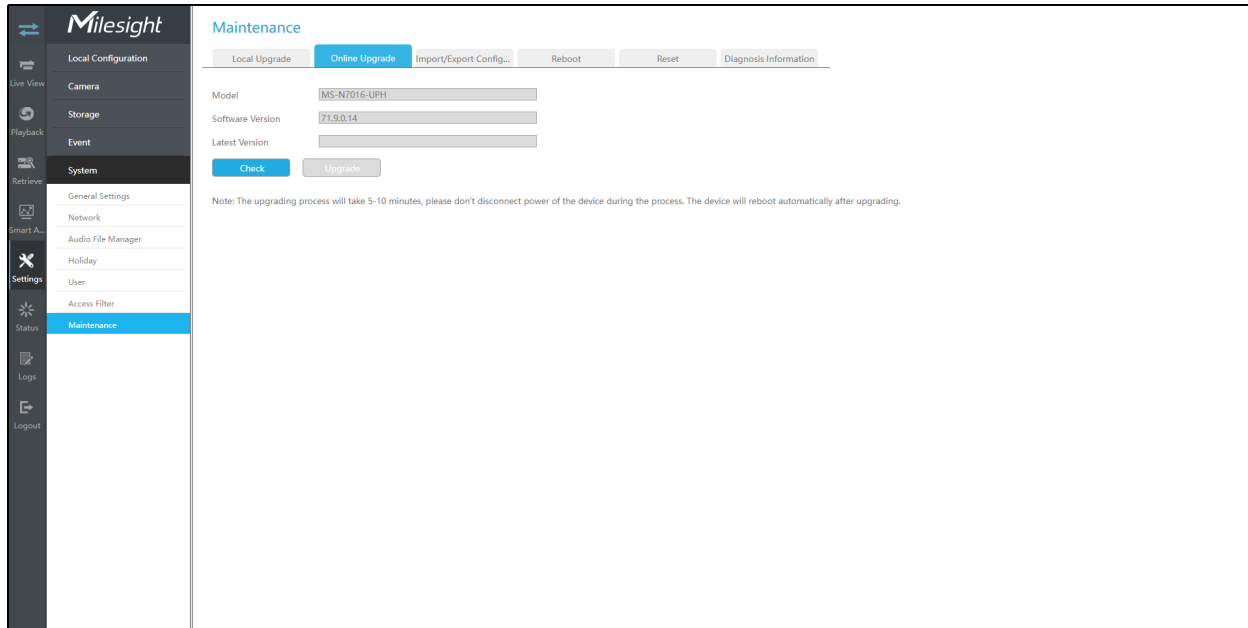 Milesight
Live View
Playback
Retrieve
Smart A...
Settings
Status
Logs
Logout
Local Configuration
Camera
Storage
Event
System
General Settings
Network
Audio File Manager
Holiday
User
Access Filter
Maintenance
Maintenance
Local Upgrade Online Upgrade Import/Export Config... Reboot Reset Diagnosis Information
Model MS-N7016-UPH
Software Version 71.9.0.14
Latest Version
Check Upgrade
Note: The upgrading process will take 5-10 minutes, please don't disconnect power of the device during the process. The device will reboot automatically after upgrading.